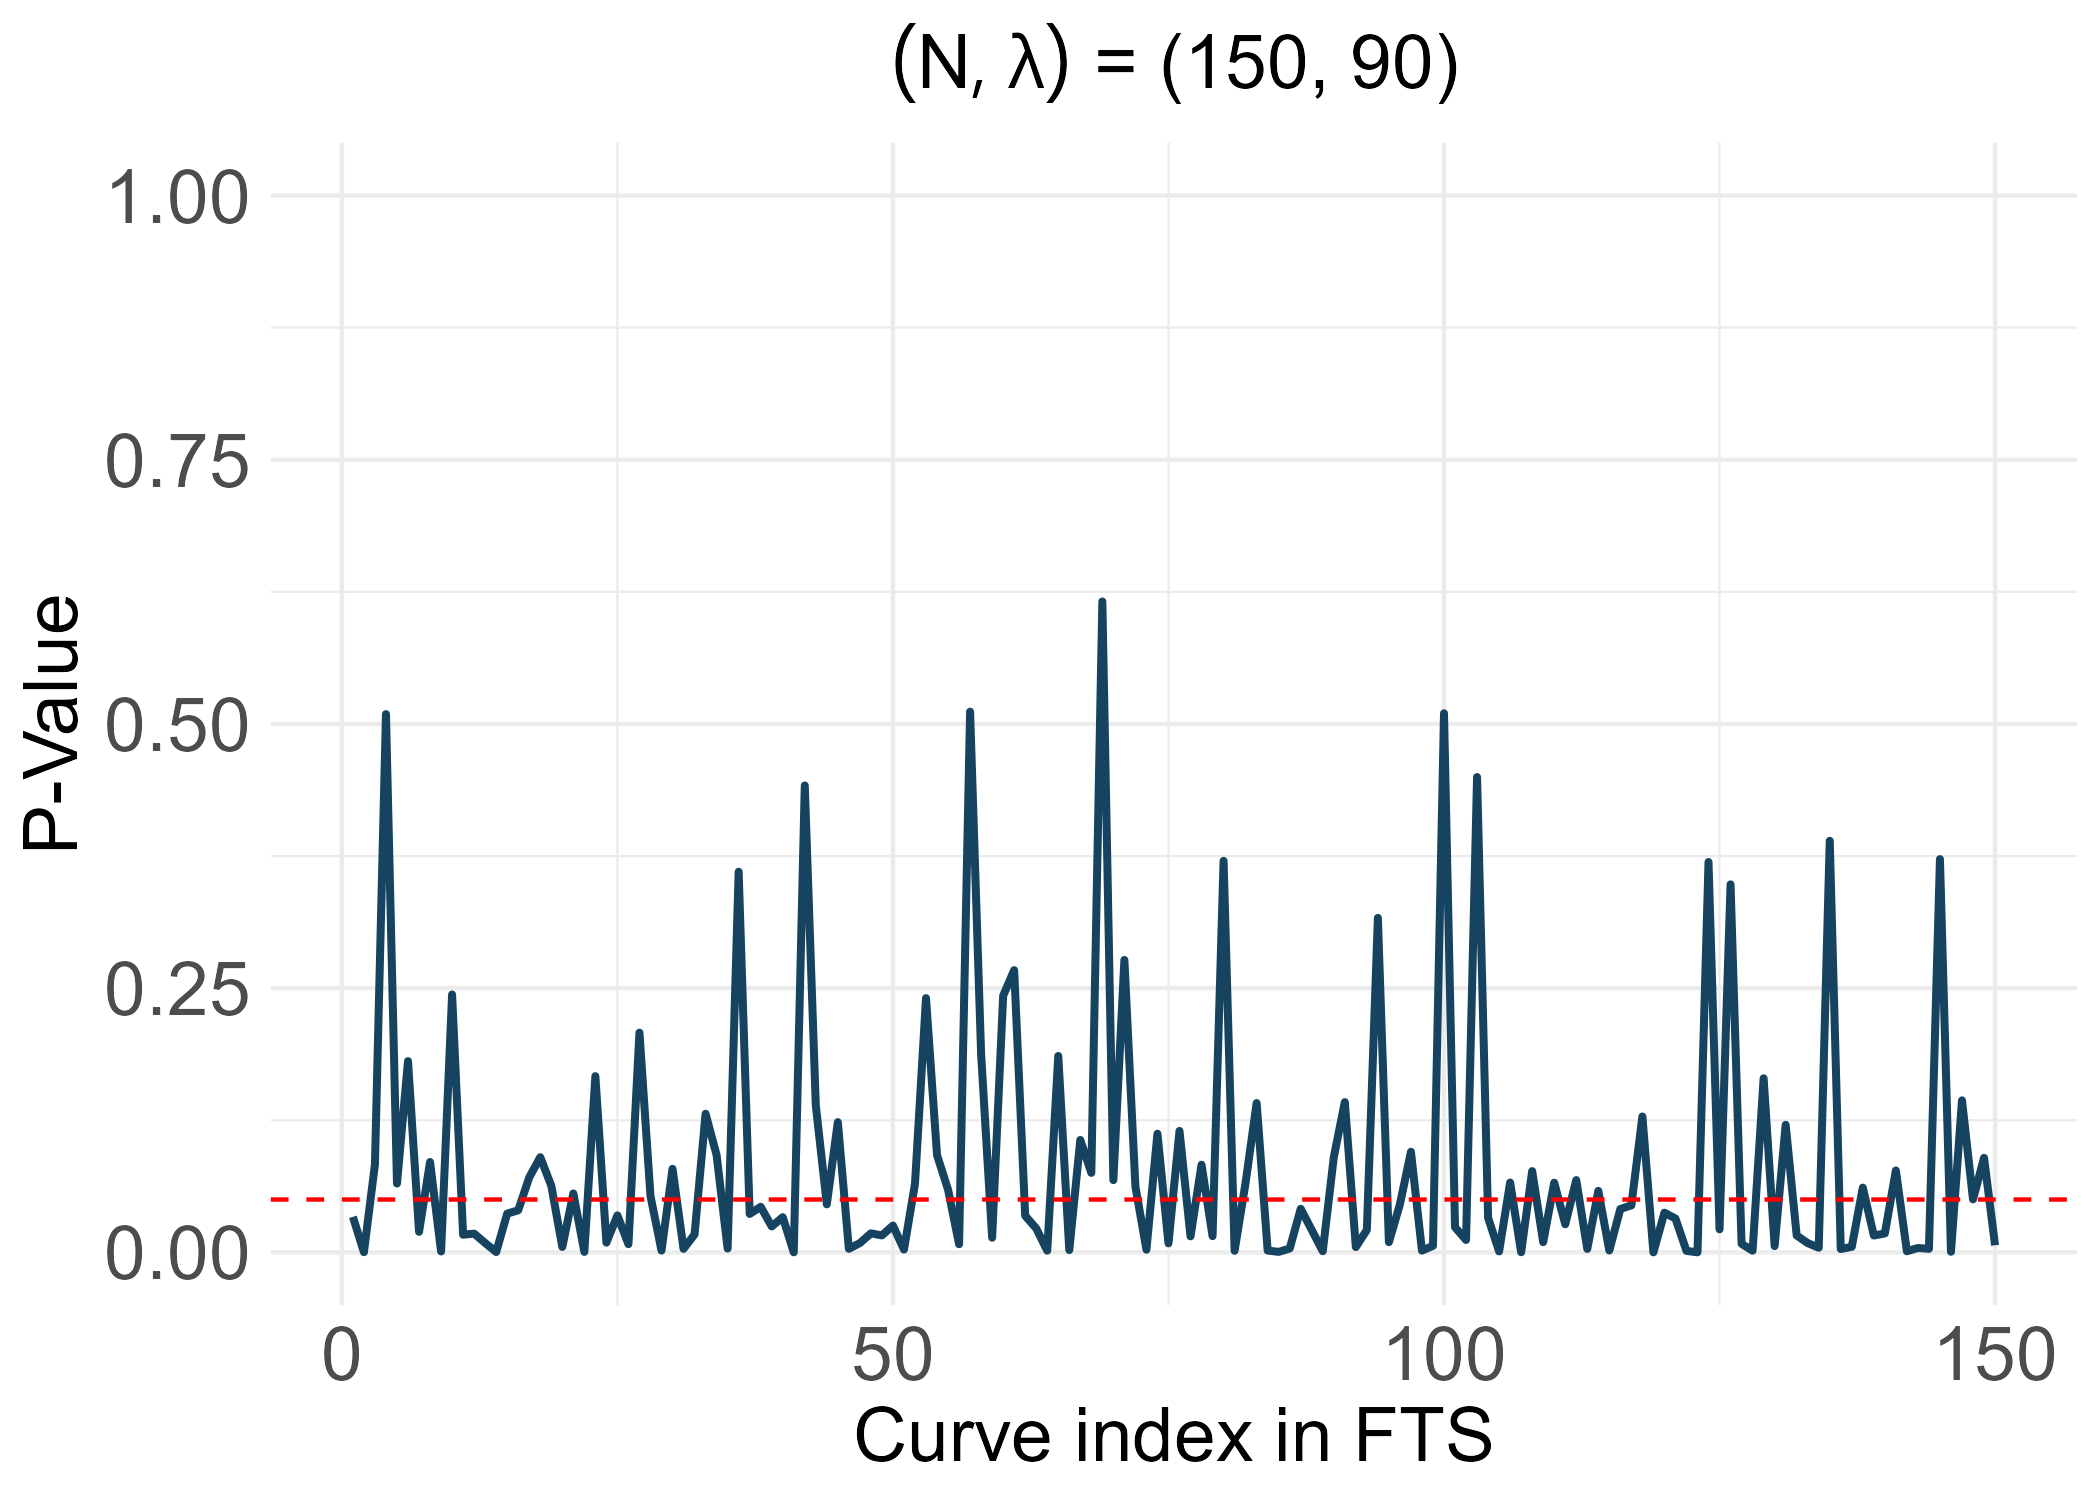 (N, λ) = (150, 90)
1.00
0.75
0.50
0.25
0.00
P-Value
0 50 100 150
Curve index in FTS